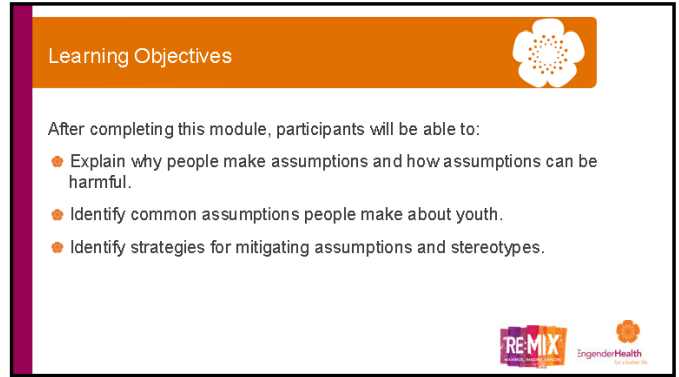 Learning Objectives
After completing this module, participants will be able to:
Explain why people make assumptions and how assumptions can be
harmful.
Identify common assumptions people make about youth.
Identify strategies for mitigating assumptions and stereotypes.
RE:MIX
EngenderHealth
for a better life